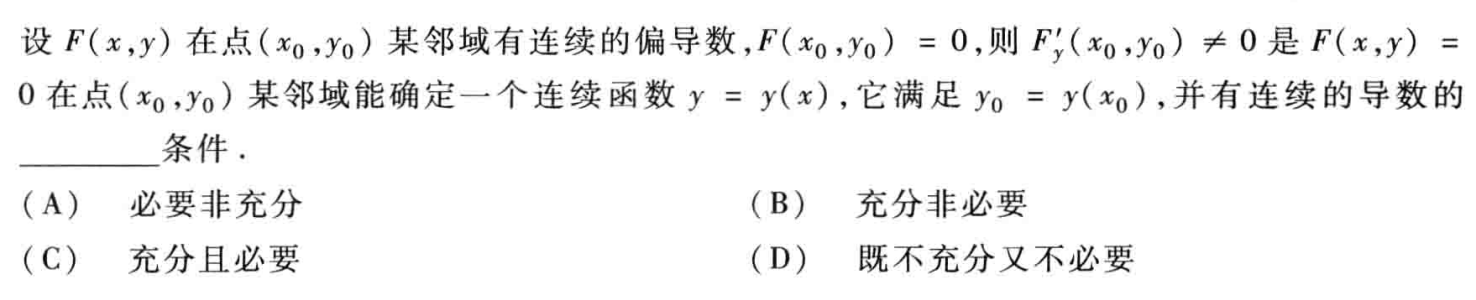 设 F(x,y) 在点(x₀,y₀) 某邻域有连续的偏导数,F(x₀,y₀) = 0,则 F′y(x₀,y₀) ≠ 0 是 F(x,y) =
0 在点(x₀,y₀) 某邻域能确定一个连续函数 y = y(x),它满足 y₀ = y(x₀),并有连续的导数的
________条件.
(A) 必要非充分 (B) 充分非必要
(C) 充分且必要 (D) 既不充分又不必要